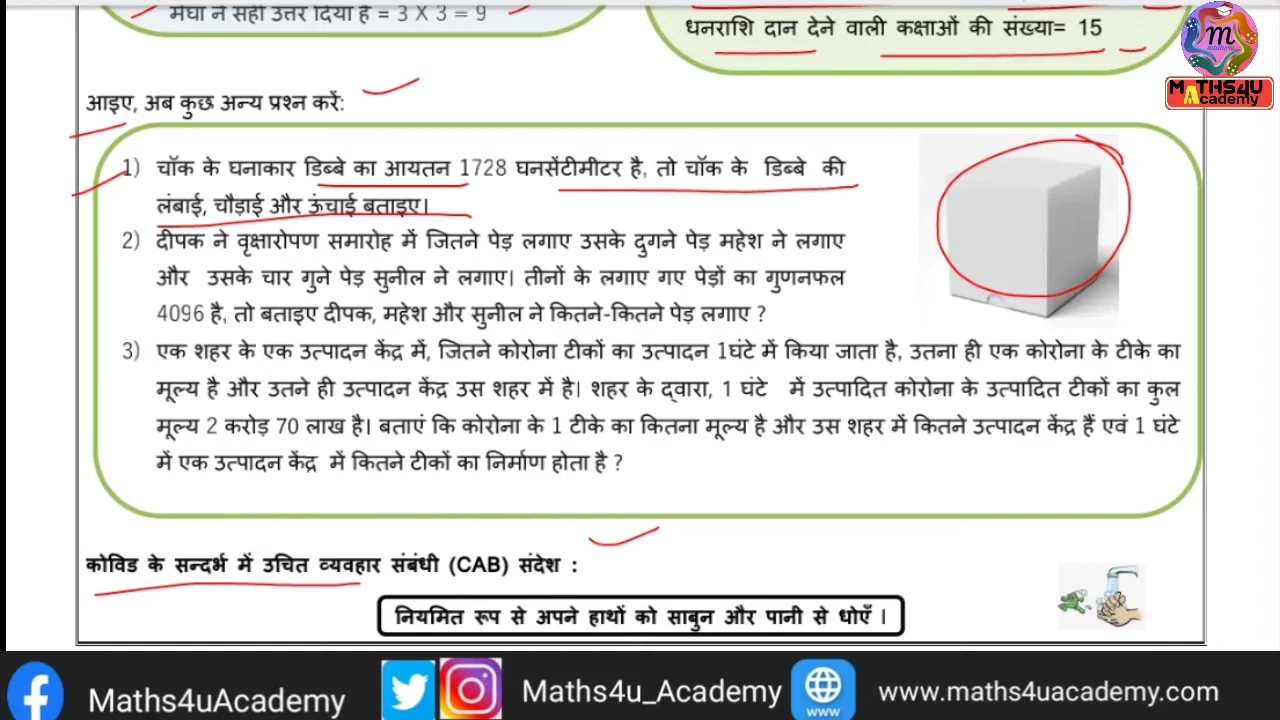 मेघा ने सही उत्तर दिया है = 3 X 3 = 9
धनराशि दान देने वाली कक्षाओं की संख्या= 15
MATHS4U
Academy
आइए, अब कुछ अन्य प्रश्न करें:
1) चॉक के घनाकार डिब्बे का आयतन 1728 घनसेंटीमीटर है, तो चॉक के डिब्बे की
लंबाई, चौड़ाई और ऊंचाई बताइए।
2) दीपक ने वृक्षारोपण समारोह में जितने पेड़ लगाए उसके दुगने पेड़ महेश ने लगाए
और उसके चार गुने पेड़ सुनील ने लगाए। तीनों के लगाए गए पेड़ों का गुणनफल
4096 है, तो बताइए दीपक, महेश और सुनील ने कितने-कितने पेड़ लगाए ?
3) एक शहर के एक उत्पादन केंद्र में, जितने कोरोना टीकों का उत्पादन 1घंटे में किया जाता है, उतना ही एक कोरोना के टीके का
मूल्य है और उतने ही उत्पादन केंद्र उस शहर में है। शहर के द्वारा, 1 घंटे में उत्पादित कोरोना के उत्पादित टीकों का कुल
मूल्य 2 करोड़ 70 लाख है। बताएं कि कोरोना के 1 टीके का कितना मूल्य है और उस शहर में कितने उत्पादन केंद्र हैं एवं 1 घंटे
में एक उत्पादन केंद्र में कितने टीकों का निर्माण होता है ?
कोविड के सन्दर्भ में उचित व्यवहार संबंधी (CAB) संदेश :
नियमित रूप से अपने हाथों को साबुन और पानी से धोएँ ।
Maths4uAcademy
Maths4u_Academy
WWW
www.maths4uacademy.com